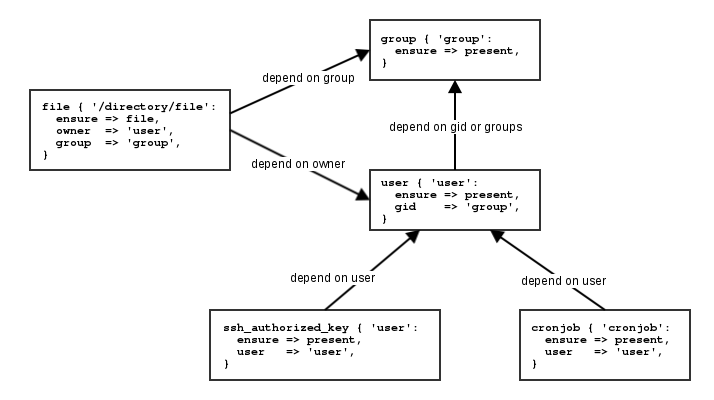 group { 'group':
  ensure => present,
}
depend on group
file { '/directory/file':
  ensure => file,
  owner  => 'user',
  group  => 'group',
}
depend on gid or groups
depend on owner
user { 'user':
  ensure => present,
  gid    => 'group',
}
depend on user
depend on user
ssh_authorized_key { 'user':
  ensure => present,
  user   => 'user',
}
cronjob { 'cronjob':
  ensure => present,
  user   => 'user',
}